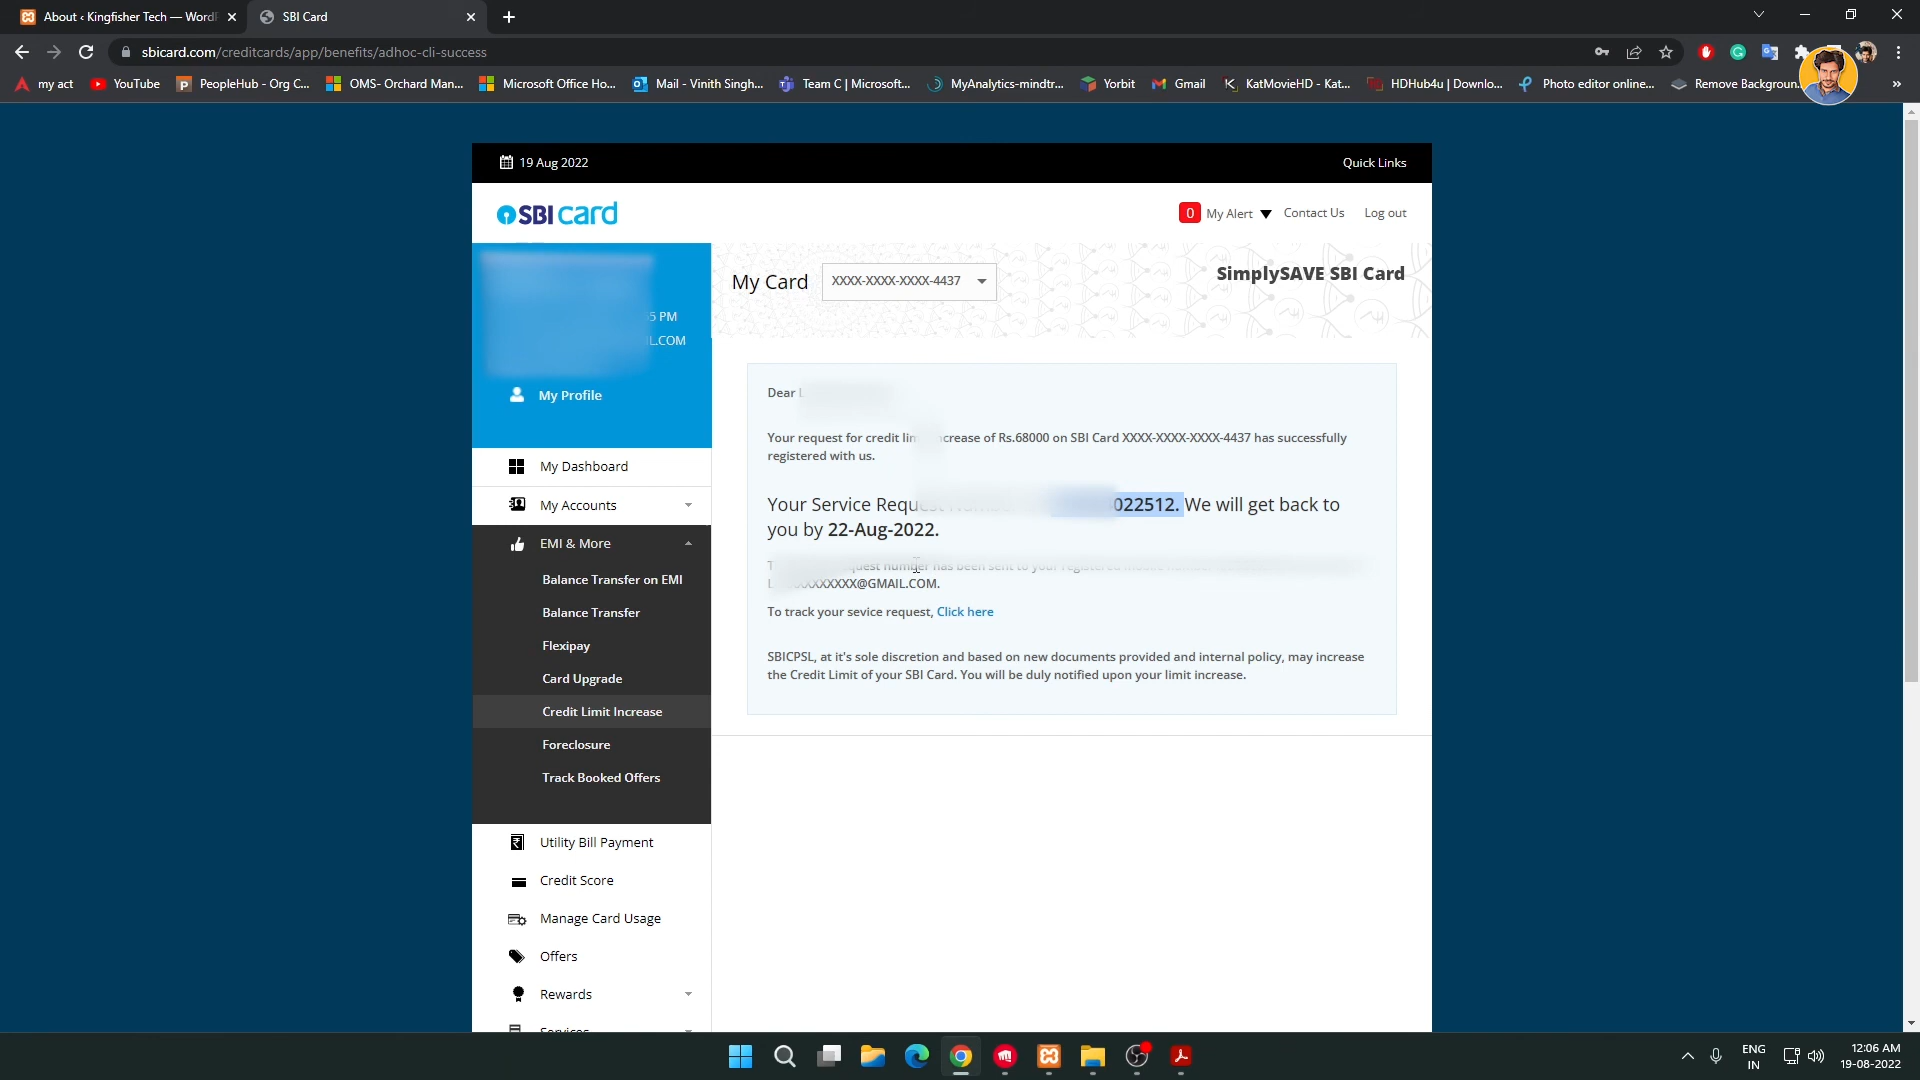 About ‹ Kingfisher Tech — Word
SBI Card
sbicard.com/creditcards/app/benefits/adhoc-cli-success
my act
YouTube
PeopleHub - Org C...
OMS- Orchard Man...
Microsoft Office Ho...
Mail - Vinith Singh...
Team C | Microsoft...
MyAnalytics-mindtr...
Yorbit
Gmail
KatMovieHD - Kat...
HDHub4u | Downlo...
Photo editor online...
Remove Backgroun...
»
19 Aug 2022
Quick Links
SBI card
0 My Alert
Contact Us
Log out
5 PM
L.COM
My Profile
My Card
XXXX-XXXX-XXXX-4437
SimplySAVE SBI Card
Dear
Your request for credit crease of Rs.68000 on SBI Card XXXX-XXXX-XXXX-4437 has successfully
registered with us.
Your Service 022512. We will get back to
you by 22-Aug-2022.
number has been sent to your registered
XXXXXXX@GMAIL.COM.
To track your sevice request, Click here
SBICPSL, at it's sole discretion and based on new documents provided and internal policy, may increase
the Credit Limit of your SBI Card. You will be duly notified upon your limit increase.
My Dashboard
My Accounts
EMI & More
Balance Transfer on EMI
Balance Transfer
Flexipay
Card Upgrade
Credit Limit Increase
Foreclosure
Track Booked Offers
Utility Bill Payment
Credit Score
Manage Card Usage
Offers
Rewards
Services
ENG
IN
12:06 AM
19-08-2022